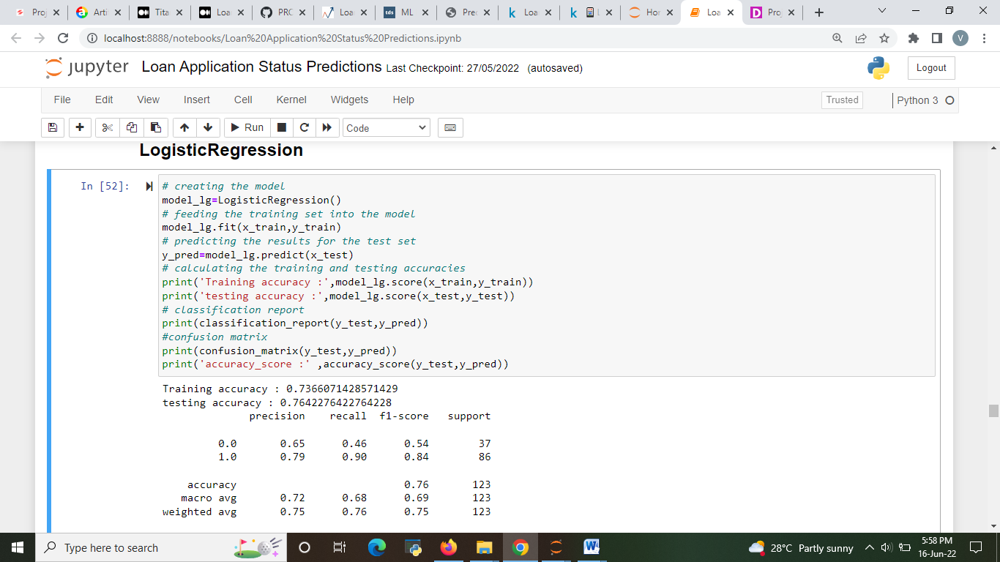 Proj
Arti
Tita
Loa
PRC
Loa
tds ML
Prec
k Loa
k L
Hor
Loa
D Pro
localhost:8888/notebooks/Loan%20Application%20Status%20Predictions.ipynb
V
jupyter Loan Application Status Predictions Last Checkpoint: 27/05/2022 (autosaved)
Logout
File Edit View Insert Cell Kernel Widgets Help
Trusted
Python 3
Run
Code
LogisticRegression
In [52]:
# creating the model
model_lg=LogisticRegression()
# feeding the training set into the model
model_lg.fit(x_train,y_train)
# predicting the results for the test set
y_pred=model_lg.predict(x_test)
# calculating the training and testing accuracies
print('Training accuracy :',model_lg.score(x_train,y_train))
print('testing accuracy :',model_lg.score(x_test,y_test))
# classification report
print(classification_report(y_test,y_pred))
#confusion matrix
print(confusion_matrix(y_test,y_pred))
print('accuracy_score :' ,accuracy_score(y_test,y_pred))
Training accuracy : 0.7366071428571429
testing accuracy : 0.7642276422764228
precision recall f1-score support
0.0 0.65 0.46 0.54 37
1.0 0.79 0.90 0.84 86
accuracy 0.76 123
macro avg 0.72 0.68 0.69 123
weighted avg 0.75 0.76 0.75 123
Type here to search
28°C Partly sunny
5:58 PM
16-Jun-22